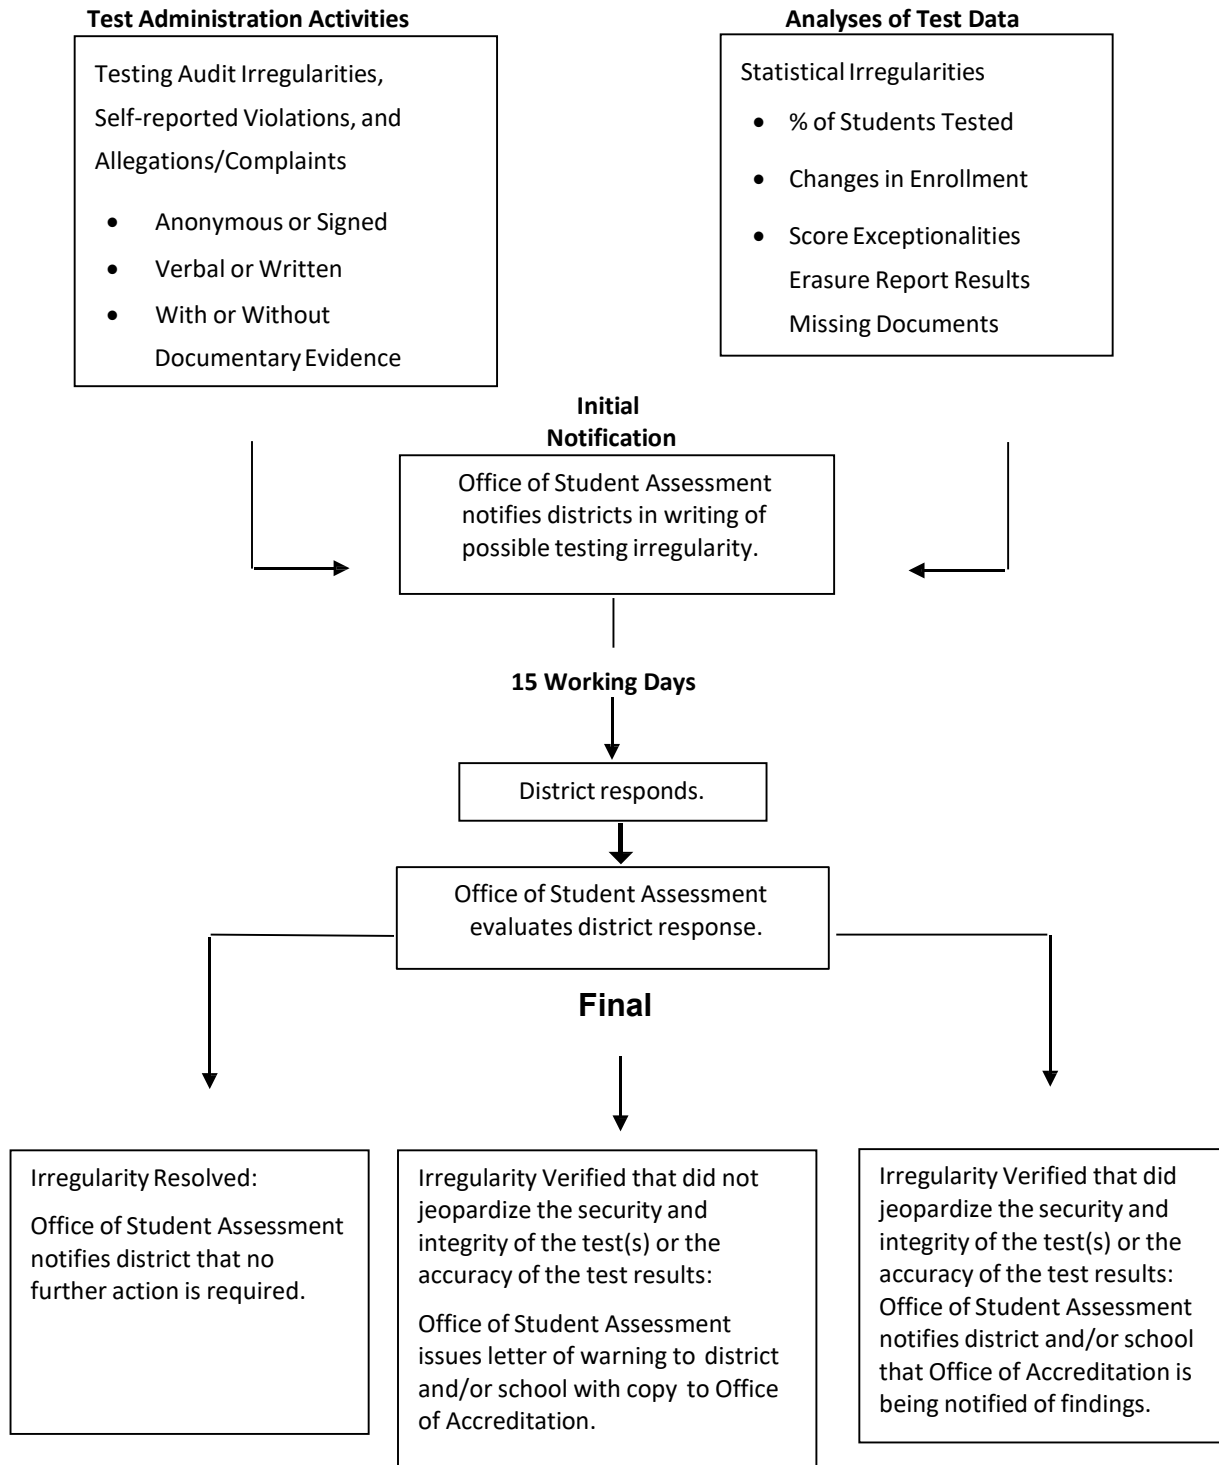 Test Administration Activities
Testing Audit Irregularities,
Self-reported Violations, and
Allegations/Complaints
• Anonymous or Signed
• Verbal or Written
• With or Without
Documentary Evidence
Analyses of Test Data
Statistical Irregularities
• % of Students Tested
• Changes in Enrollment
• Score Exceptionalities
Erasure Report Results
Missing Documents
Initial
Notification
Office of Student Assessment
notifies districts in writing of
possible testing irregularity.
15 Working Days
District responds.
Office of Student Assessment
evaluates district response.
Final
Irregularity Resolved:
Office of Student Assessment
notifies district that no
further action is required.
Irregularity Verified that did not
jeopardize the security and
integrity of the test(s) or the
accuracy of the test results:
Office of Student Assessment
issues letter of warning to district
and/or school with copy to Office
of Accreditation.
Irregularity Verified that did
jeopardize the security and
integrity of the test(s) or the
accuracy of the test results:
Office of Student Assessment
notifies district and/or school
that Office of Accreditation is
being notified of findings.